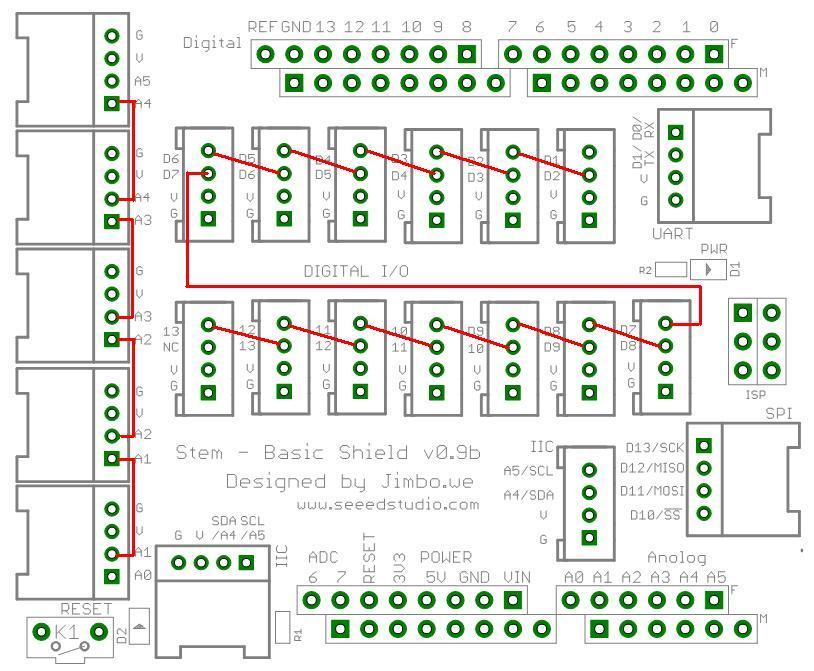 REF GND 13 12 11 10 9 8 7 6 5 4 3 2 1 0
Digital
F
M
G
V
A5
A4
G
V
A4
A3
G
V
A3
A2
G
V
A2
A1
G
V
A1
A0
D6 D5 D4 D3 D2 D1
D7 D6 D5 D4 D3 D2
V V V V V V
G G G G G G
D0/RX
D1/TX
V
G
UART
PWR
R2
D1
DIGITAL I/O
13 12 11 10 D9 D8 D7
NC 13 12 11 10 D9 D8
V V V V V V V
G G G G G G G
ISP
SPI
D13/SCK
D12/MISO
D11/MOSI
D10/SS
Stem - Basic Shield v0.9b
Designed by Jimbo.we
www.seeedstudio.com
IIC
A5/SCL
A4/SDA
V
G
SDA SCL
G V /A4 /A5
IIC
RESET
K1
D2
R1
ADC RESET 3V3 POWER Analog
6 7 5V GND VIN A0 A1 A2 A3 A4 A5
F
M